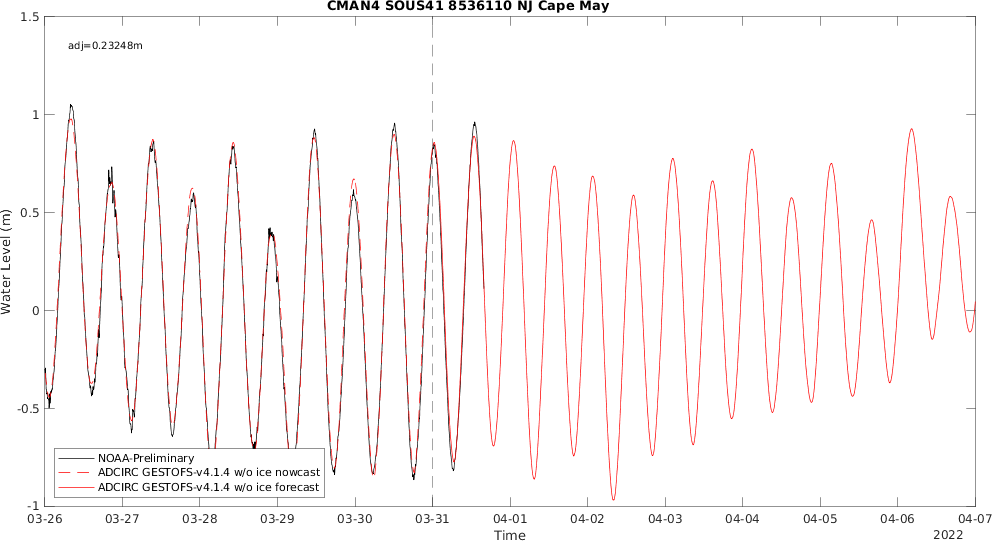 CMAN4 SOUS41 8536110 NJ Cape May
adj=0.23248m
Water Level (m)
1.5
1
0.5
0
-0.5
-1
NOAA-Preliminary
ADCIRC GESTOFS-v4.1.4 w/o ice nowcast
ADCIRC GESTOFS-v4.1.4 w/o ice forecast
03-26 03-27 03-28 03-29 03-30 03-31 04-01 04-02 04-03 04-04 04-05 04-06 04-07
Time
2022